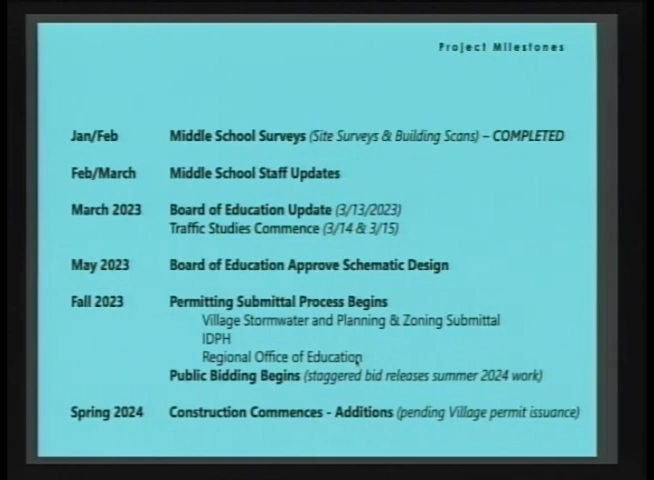 Project Milestones
Jan/Feb Middle School Surveys (Site Surveys & Building Scans) – COMPLETED
Feb/March Middle School Staff Updates
March 2023 Board of Education Update (3/13/2023)
Traffic Studies Commence (3/14 & 3/15)
May 2023 Board of Education Approve Schematic Design
Fall 2023 Permitting Submittal Process Begins
Village Stormwater and Planning & Zoning Submittal
IDPH
Regional Office of Education
Public Bidding Begins (staggered bid releases summer 2024 work)
Spring 2024 Construction Commences - Additions (pending Village permit issuance)